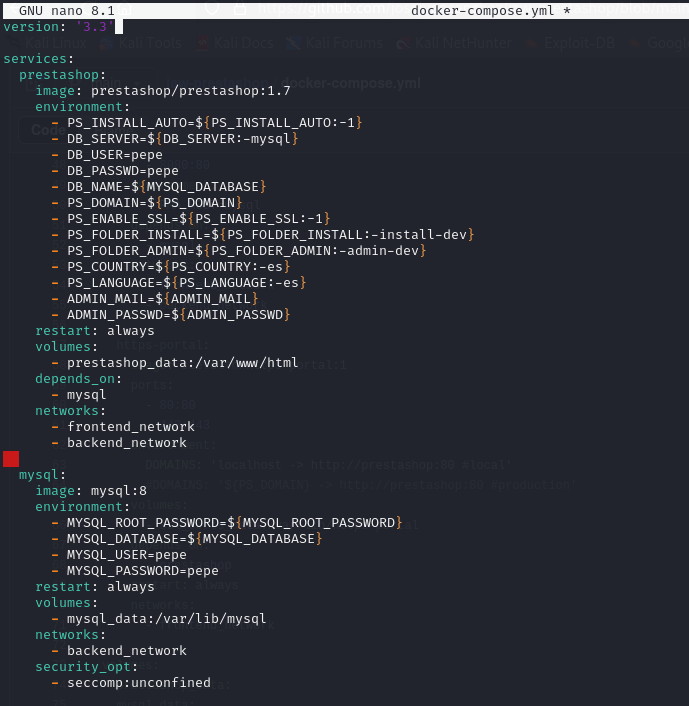 GNU nano 8.1 docker-compose.yml *
version: '3.3'
services:
  prestashop:
    image: prestashop/prestashop:1.7
    environment:
      - PS_INSTALL_AUTO=${PS_INSTALL_AUTO:-1}
      - DB_SERVER=${DB_SERVER:-mysql}
      - DB_USER=pepe
      - DB_PASSWD=pepe
      - DB_NAME=${MYSQL_DATABASE}
      - PS_DOMAIN=${PS_DOMAIN}
      - PS_ENABLE_SSL=${PS_ENABLE_SSL:-1}
      - PS_FOLDER_INSTALL=${PS_FOLDER_INSTALL:-install-dev}
      - PS_FOLDER_ADMIN=${PS_FOLDER_ADMIN:-admin-dev}
      - PS_COUNTRY=${PS_COUNTRY:-es}
      - PS_LANGUAGE=${PS_LANGUAGE:-es}
      - ADMIN_MAIL=${ADMIN_MAIL}
      - ADMIN_PASSWD=${ADMIN_PASSWD}
    restart: always
    volumes:
      - prestashop_data:/var/www/html
    depends_on:
      - mysql
    networks:
      - frontend_network
      - backend_network
  mysql:
    image: mysql:8
    environment:
      - MYSQL_ROOT_PASSWORD=${MYSQL_ROOT_PASSWORD}
      - MYSQL_DATABASE=${MYSQL_DATABASE}
      - MYSQL_USER=pepe
      - MYSQL_PASSWORD=pepe
    restart: always
    volumes:
      - mysql_data:/var/lib/mysql
    networks:
      - backend_network
    security_opt:
      - seccomp:unconfined